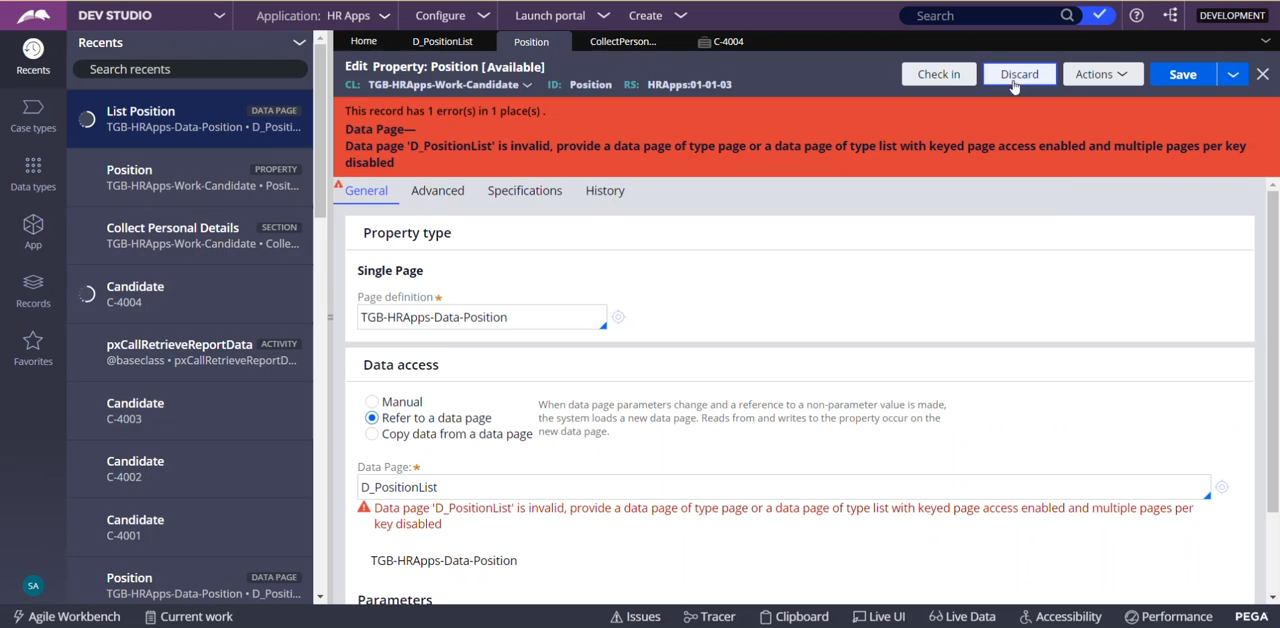 DEV STUDIO
Application: HR Apps
Configure
Launch portal
Create
Search
DEVELOPMENT
Recents
Case types
Data types
App
Records
Favorites
SA
Recents
Search recents
List Position DATA PAGE
TGB-HRApps-Data-Position • D_Positi...
Position PROPERTY
TGB-HRApps-Work-Candidate • Posit...
Collect Personal Details SECTION
TGB-HRApps-Work-Candidate • Colle...
Candidate
C-4004
pxCallRetrieveReportData ACTIVITY
@baseclass • pxCallRetrieveReportD...
Candidate
C-4003
Candidate
C-4002
Candidate
C-4001
Position DATA PAGE
TGB-HRApps-Data-Position • D_Positi...
Home D_PositionList Position CollectPerson... C-4004
Edit Property: Position [Available]
CL: TGB-HRApps-Work-Candidate ID: Position RS: HRApps:01-01-03
Check in Discard Actions Save
This record has 1 error(s) in 1 place(s) .
Data Page—
Data page 'D_PositionList' is invalid, provide a data page of type page or a data page of type list with keyed page access enabled and multiple pages per key
disabled
General Advanced Specifications History
Property type
Single Page
Page definition★
TGB-HRApps-Data-Position
Data access
Manual
Refer to a data page
Copy data from a data page
When data page parameters change and a reference to a non-parameter value is made,
the system loads a new data page. Reads from and writes to the property occur on the
new data page.
Data Page:★
D_PositionList
Data page 'D_PositionList' is invalid, provide a data page of type page or a data page of type list with keyed page access enabled and multiple pages per
key disabled
TGB-HRApps-Data-Position
Parameters
Agile Workbench Current work Issues Tracer Clipboard Live UI Live Data Accessibility Performance PEGA